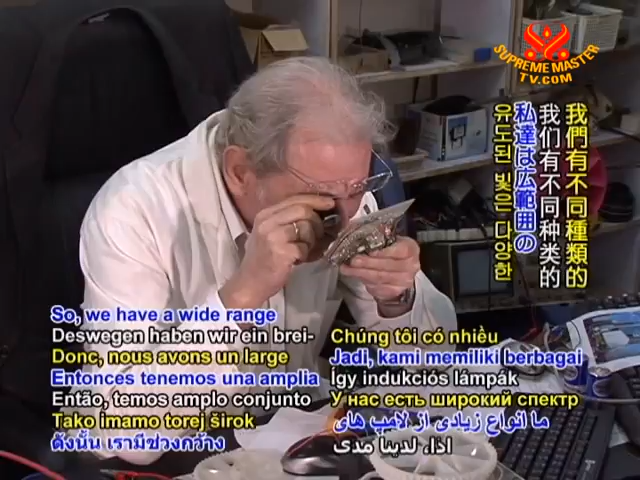 SUPREME MASTER
TV.COM
我們有不同種類的
我们有不同种类的
私達は広範囲の
유도된 빛은 다양한
So, we have a wide range
Deswegen haben wir ein brei-
Donc, nous avons un large
Entonces tenemos una amplia
Então, temos amplo conjunto
Tako imamo torej širok
ดังนั้น เรามีช่วงกว้าง
Chúng tôi có nhiều
Jadi, kami memiliki berbagai
Így indukciós lámpák
У нас есть широкий спектр
ما انواع زیادی از لامپ های
اذاً، لدينا مدى